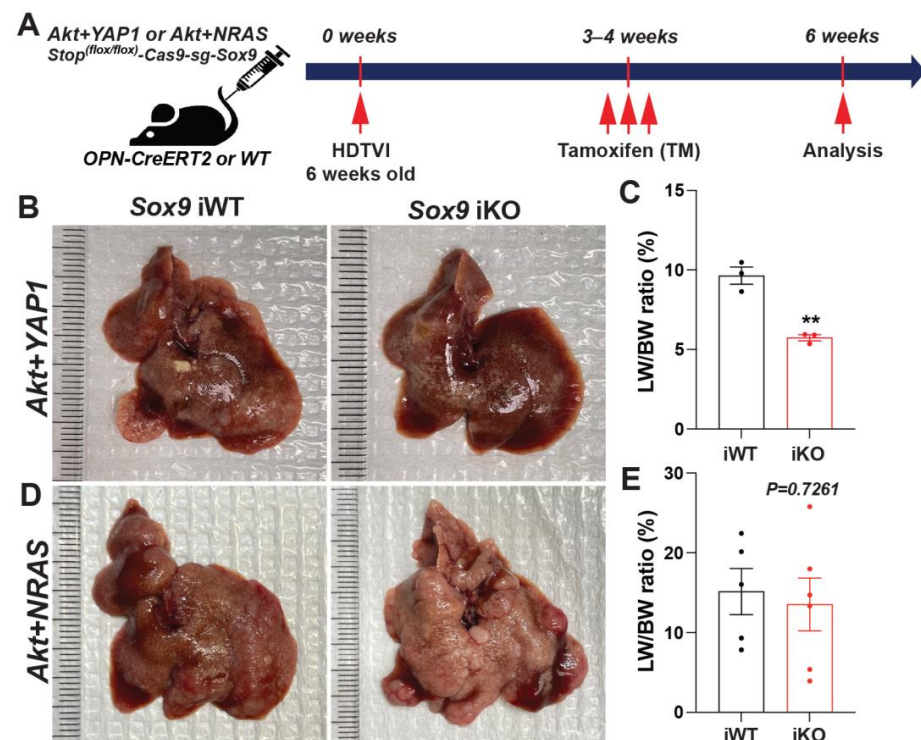 A
Akt+YAP1 or Akt+NRAS
Stop(flox/flox)-Cas9-sg-Sox9
OPN-CreERT2 or WT
0 weeks
3–4 weeks
6 weeks
HDTVI
6 weeks old
Tamoxifen (TM)
Analysis
B
Sox9 iWT
Sox9 iKO
Akt+YAP1
C
LW/BW ratio (%)
15
10
5
0
**
iWT
iKO
D
Akt+NRAS
E
LW/BW ratio (%)
30
20
10
0
P=0.7261
iWT
iKO